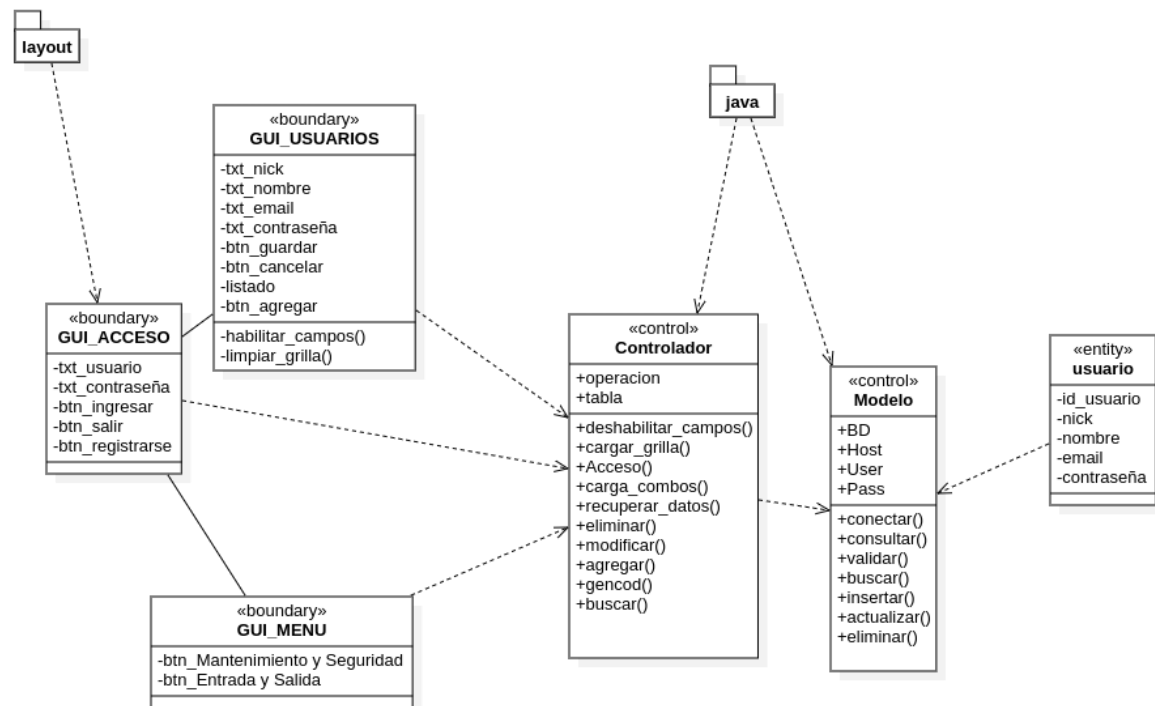 layout
java
«boundary»
GUI_USUARIOS
-txt_nick
-txt_nombre
-txt_email
-txt_contraseña
-btn_guardar
-btn_cancelar
-listado
-btn_agregar
-habilitar_campos()
-limpiar_grilla()
«boundary»
GUI_ACCESO
-txt_usuario
-txt_contraseña
-btn_ingresar
-btn_salir
-btn_registrarse
«boundary»
GUI_MENU
-btn_Mantenimiento y Seguridad
-btn_Entrada y Salida
«control»
Controlador
+operacion
+tabla
+deshabilitar_campos()
+cargar_grilla()
+Acceso()
+carga_combos()
+recuperar_datos()
+eliminar()
+modificar()
+agregar()
+gencod()
+buscar()
«control»
Modelo
+BD
+Host
+User
+Pass
+conectar()
+consultar()
+validar()
+buscar()
+insertar()
+actualizar()
+eliminar()
«entity»
usuario
-id_usuario
-nick
-nombre
-email
-contraseña